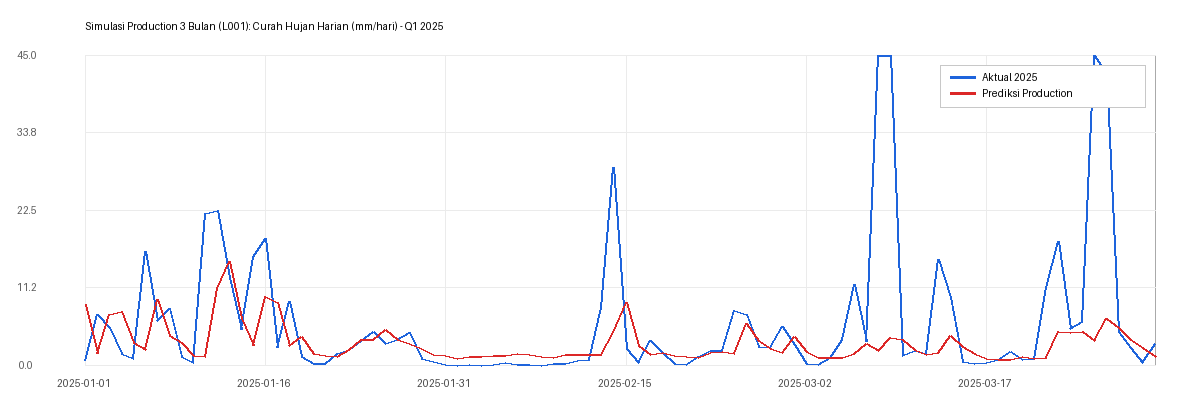 Simulasi Production 3 Bulan (L001): Curah Hujan Harian (mm/hari) - Q1 2025
45.0
Aktual 2025
Prediksi Production
33.8
22.5
11.2
0.0
2025-01-01 2025-01-16 2025-01-31 2025-02-15 2025-03-02 2025-03-17